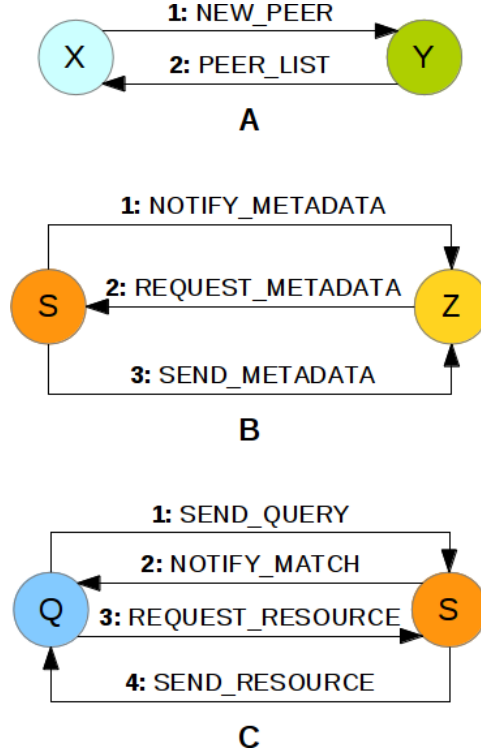 1: NEW_PEER
X
Y
2: PEER_LIST
A
1: NOTIFY_METADATA
S
2: REQUEST_METADATA
Z
3: SEND_METADATA
B
1: SEND_QUERY
2: NOTIFY_MATCH
Q
S
3: REQUEST_RESOURCE
4: SEND_RESOURCE
C